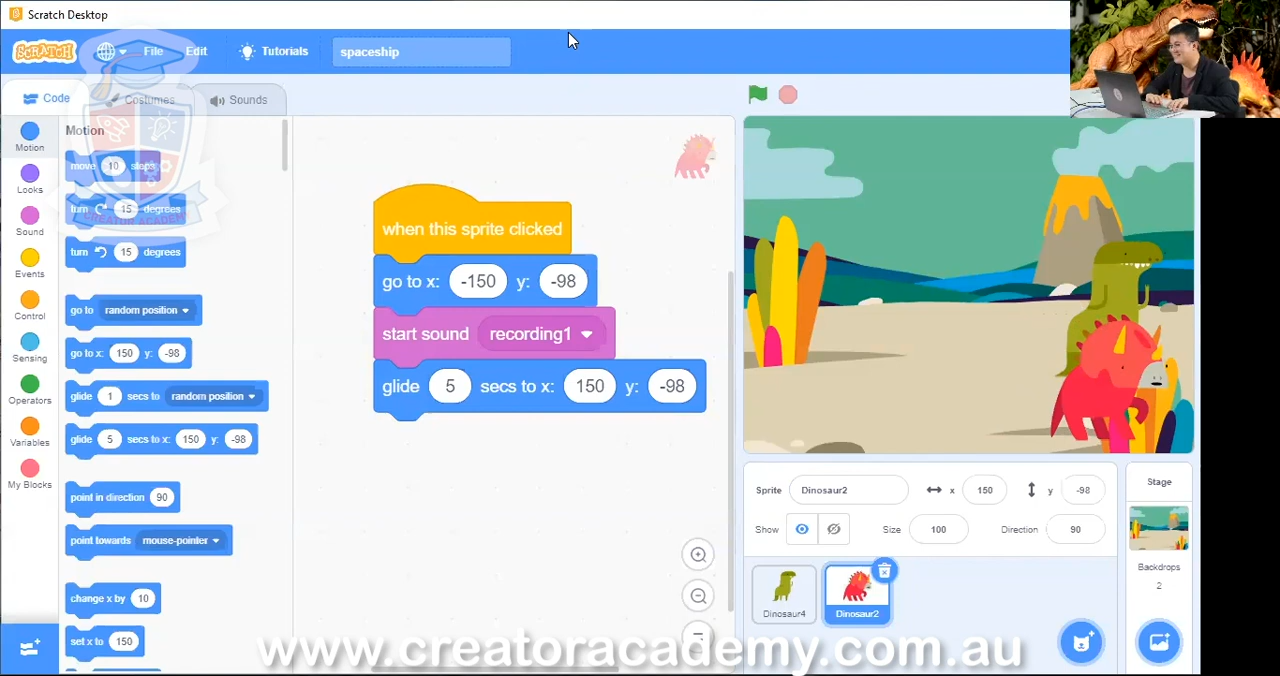 Scratch Desktop
SCRATCH
File
Edit
Tutorials
spaceship
Code
Costumes
Sounds
Motion
Looks
Sound
Events
Control
Sensing
Operators
Variables
My Blocks
Motion
move 10 steps
turn 15 degrees
CREATOR ACADEMY
turn 15 degrees
go to random position
go to x: 150 y: -98
glide 1 secs to random position
glide 5 secs to x: 150 y: -98
point in direction 90
point towards mouse-pointer
change x by 10
set x to 150
when this sprite clicked
go to x: -150 y: -98
start sound recording1
glide 5 secs to x: 150 y: -98
Sprite Dinosaur2 x 150 y -98
Show Size 100 Direction 90
Dinosaur4
Dinosaur2
Stage
Backdrops
2
www.creatoracademy.com.au